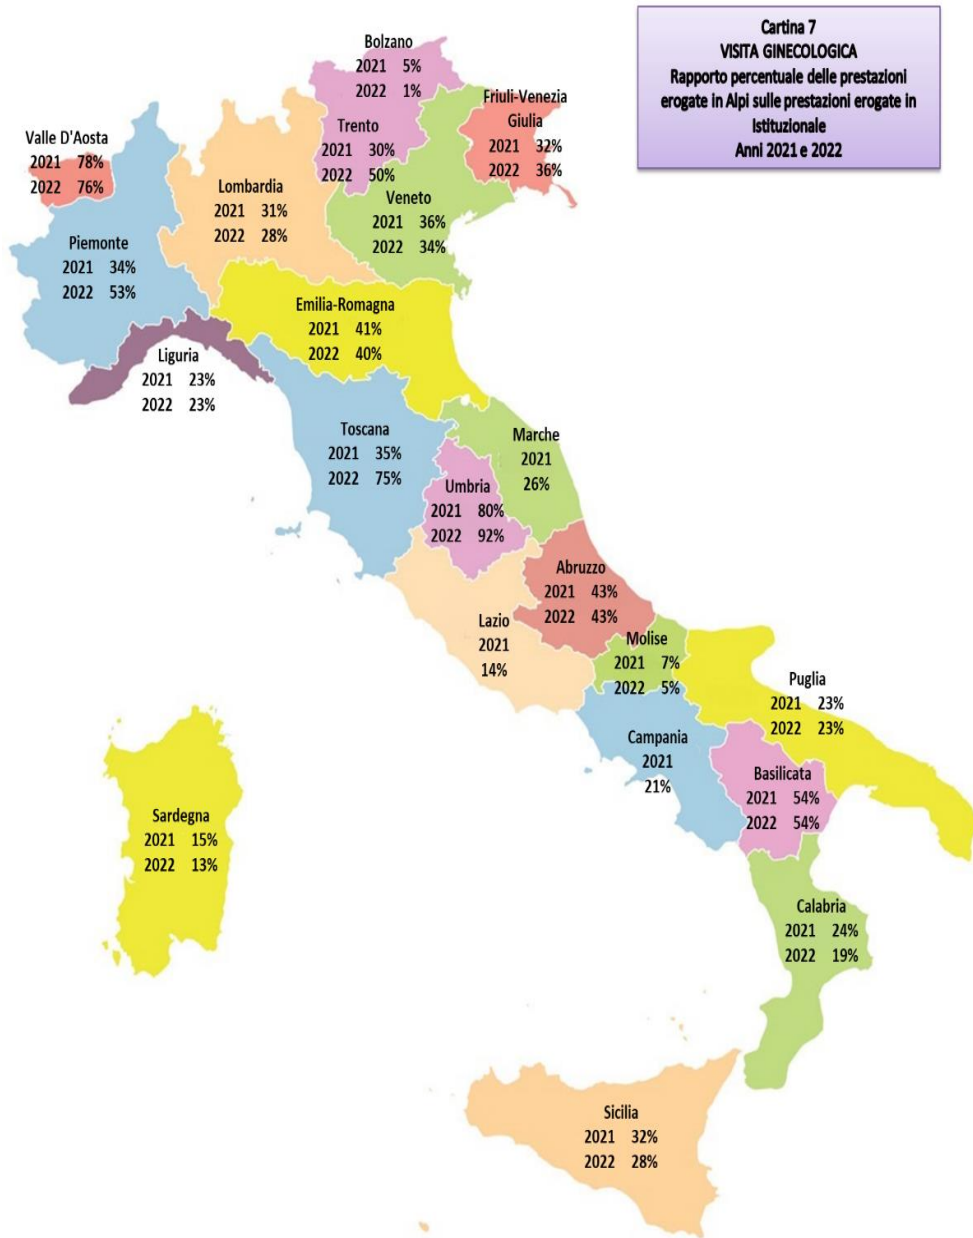 Cartina 7
VISITA GINECOLOGICA
Rapporto percentuale delle prestazioni
erogate in Alpi sulle prestazioni erogate in
Istituzionale
Anni 2021 e 2022
Bolzano
2021 5%
2022 1%
Trento
2021 30%
2022 50%
Friuli-Venezia
Giulia
2021 32%
2022 36%
Valle D'Aosta
2021 78%
2022 76%
Lombardia
2021 31%
2022 28%
Veneto
2021 36%
2022 34%
Piemonte
2021 34%
2022 53%
Emilia-Romagna
2021 41%
2022 40%
Liguria
2021 23%
2022 23%
Toscana
2021 35%
2022 75%
Marche
2021
26%
Umbria
2021 80%
2022 92%
Abruzzo
2021 43%
2022 43%
Lazio
2021
14%
Molise
2021 7%
2022 5%
Puglia
2021 23%
2022 23%
Campania
2021
21%
Basilicata
2021 54%
2022 54%
Sardegna
2021 15%
2022 13%
Calabria
2021 24%
2022 19%
Sicilia
2021 32%
2022 28%